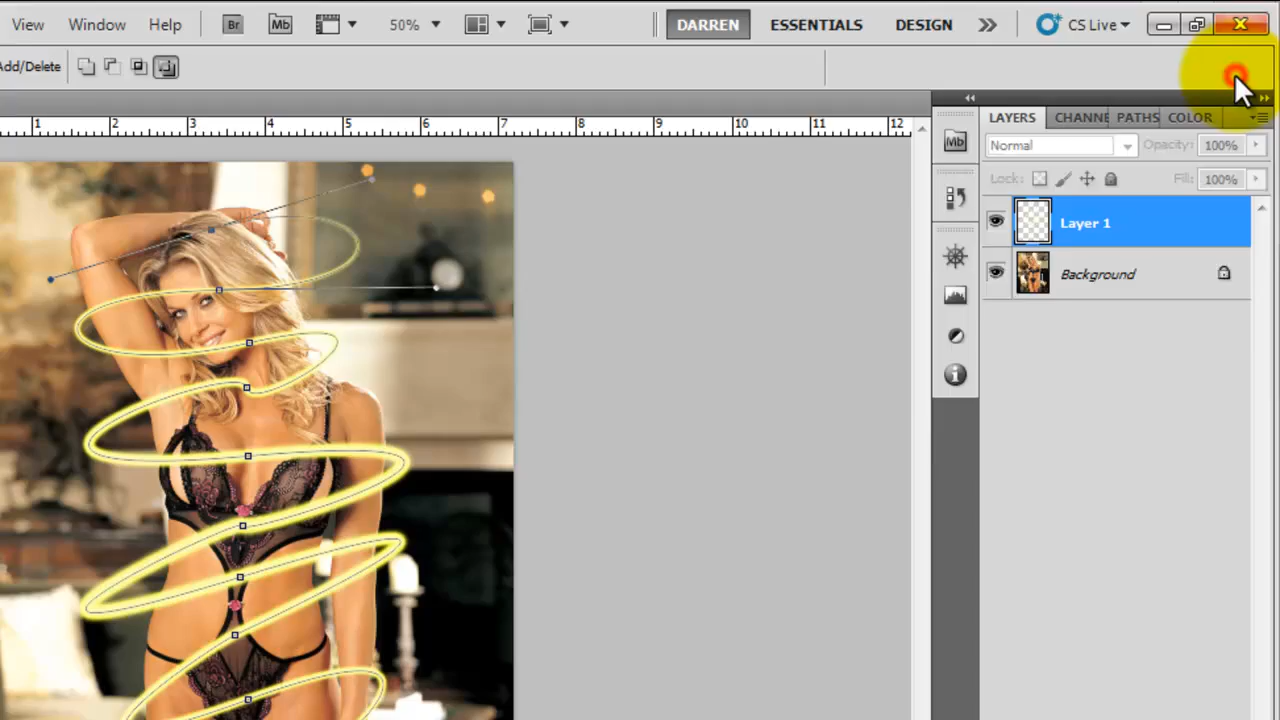 View Window Help Br Mb 50% DARREN ESSENTIALS DESIGN CS Live
Add/Delete
1 2 3 4 5 6 7 8 9 10 11 12
LAYERS CHANNE PATHS COLOR
Mb
Normal Opacity: 100%
Lock: Fill: 100%
Layer 1
Background